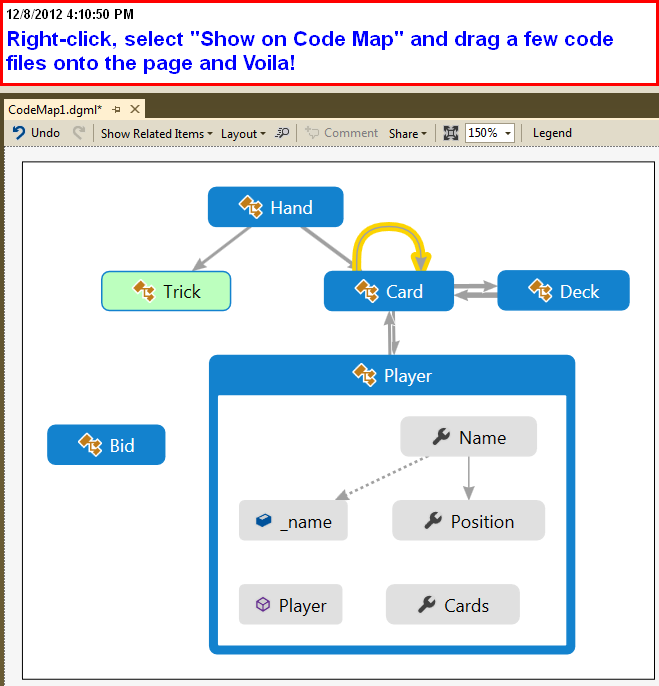 12/8/2012 4:10:50 PM
Right-click, select "Show on Code Map" and drag a few code
files onto the page and Voila!
CodeMap1.dgml*
Undo Show Related Items Layout Comment Share 150% Legend
Hand
Trick Card Deck
Player
Bid
Name
_name Position
Player Cards